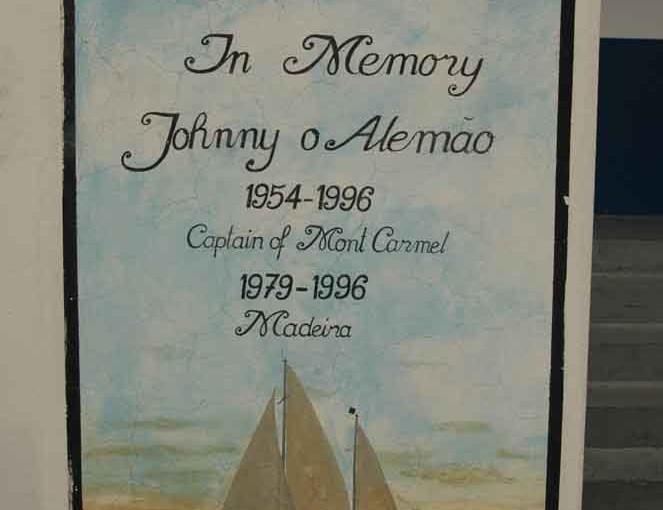 In Memory
Johnny o Alemão
1954-1996
Captain of Mont Carmel
1979-1996
Madeira